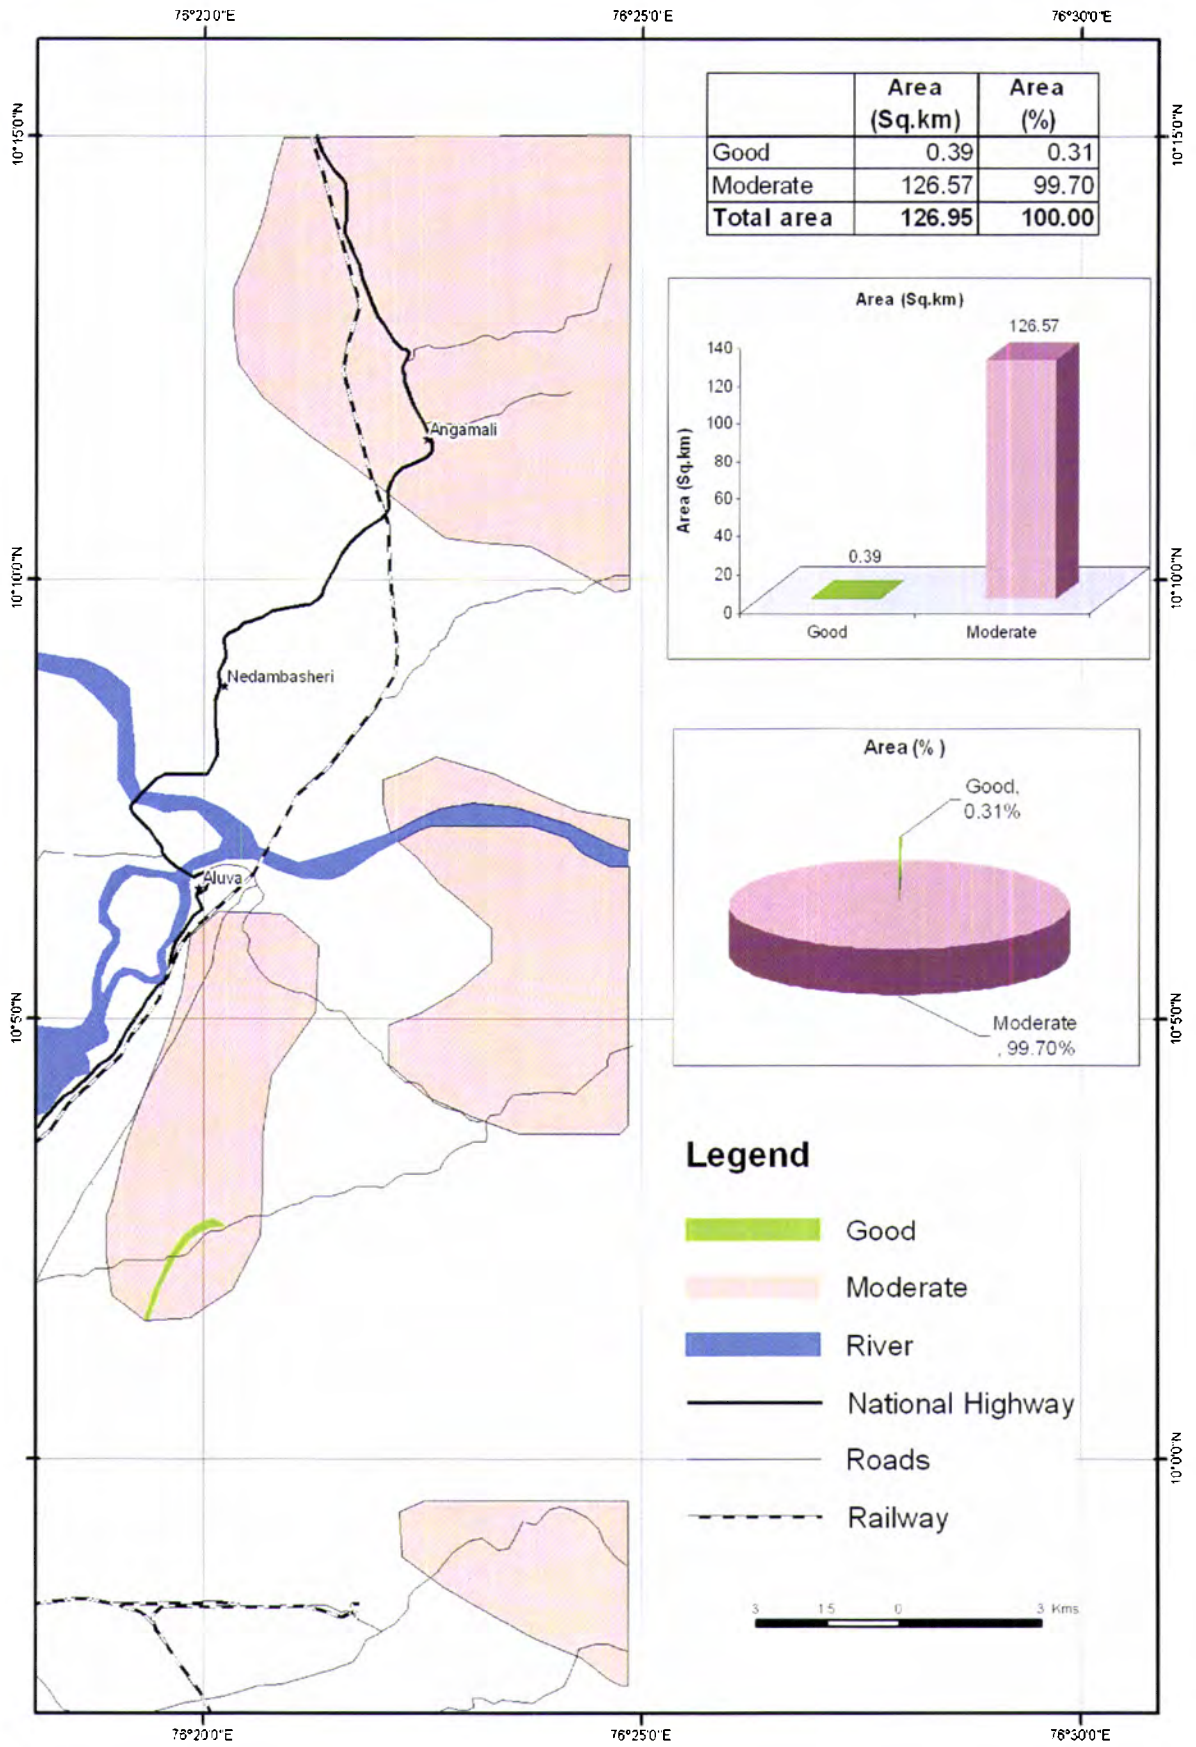 76°20'0"E 76°25'0"E 76°30'0"E
10°15'0"N 10°15'0"N
Area (Sq.km) Area (%)
Good 0.39 0.31
Moderate 126.57 99.70
Total area 126.95 100.00
Area (Sq.km)
126.57
140
120
100
80
60
40
20
0
Area (Sq.km)
0.39
Good Moderate
Angamali
10°10'0"N 10°10'0"N
Nedambasheri
Area (% )
Good,
0.31%
Aluva
Moderate
, 99.70%
10°5'0"N 10°5'0"N
Legend
Good
Moderate
River
National Highway
Roads
Railway
10°0'0"N
3 1.5 0 3 Kms
76°20'0"E 76°25'0"E 76°30'0"E